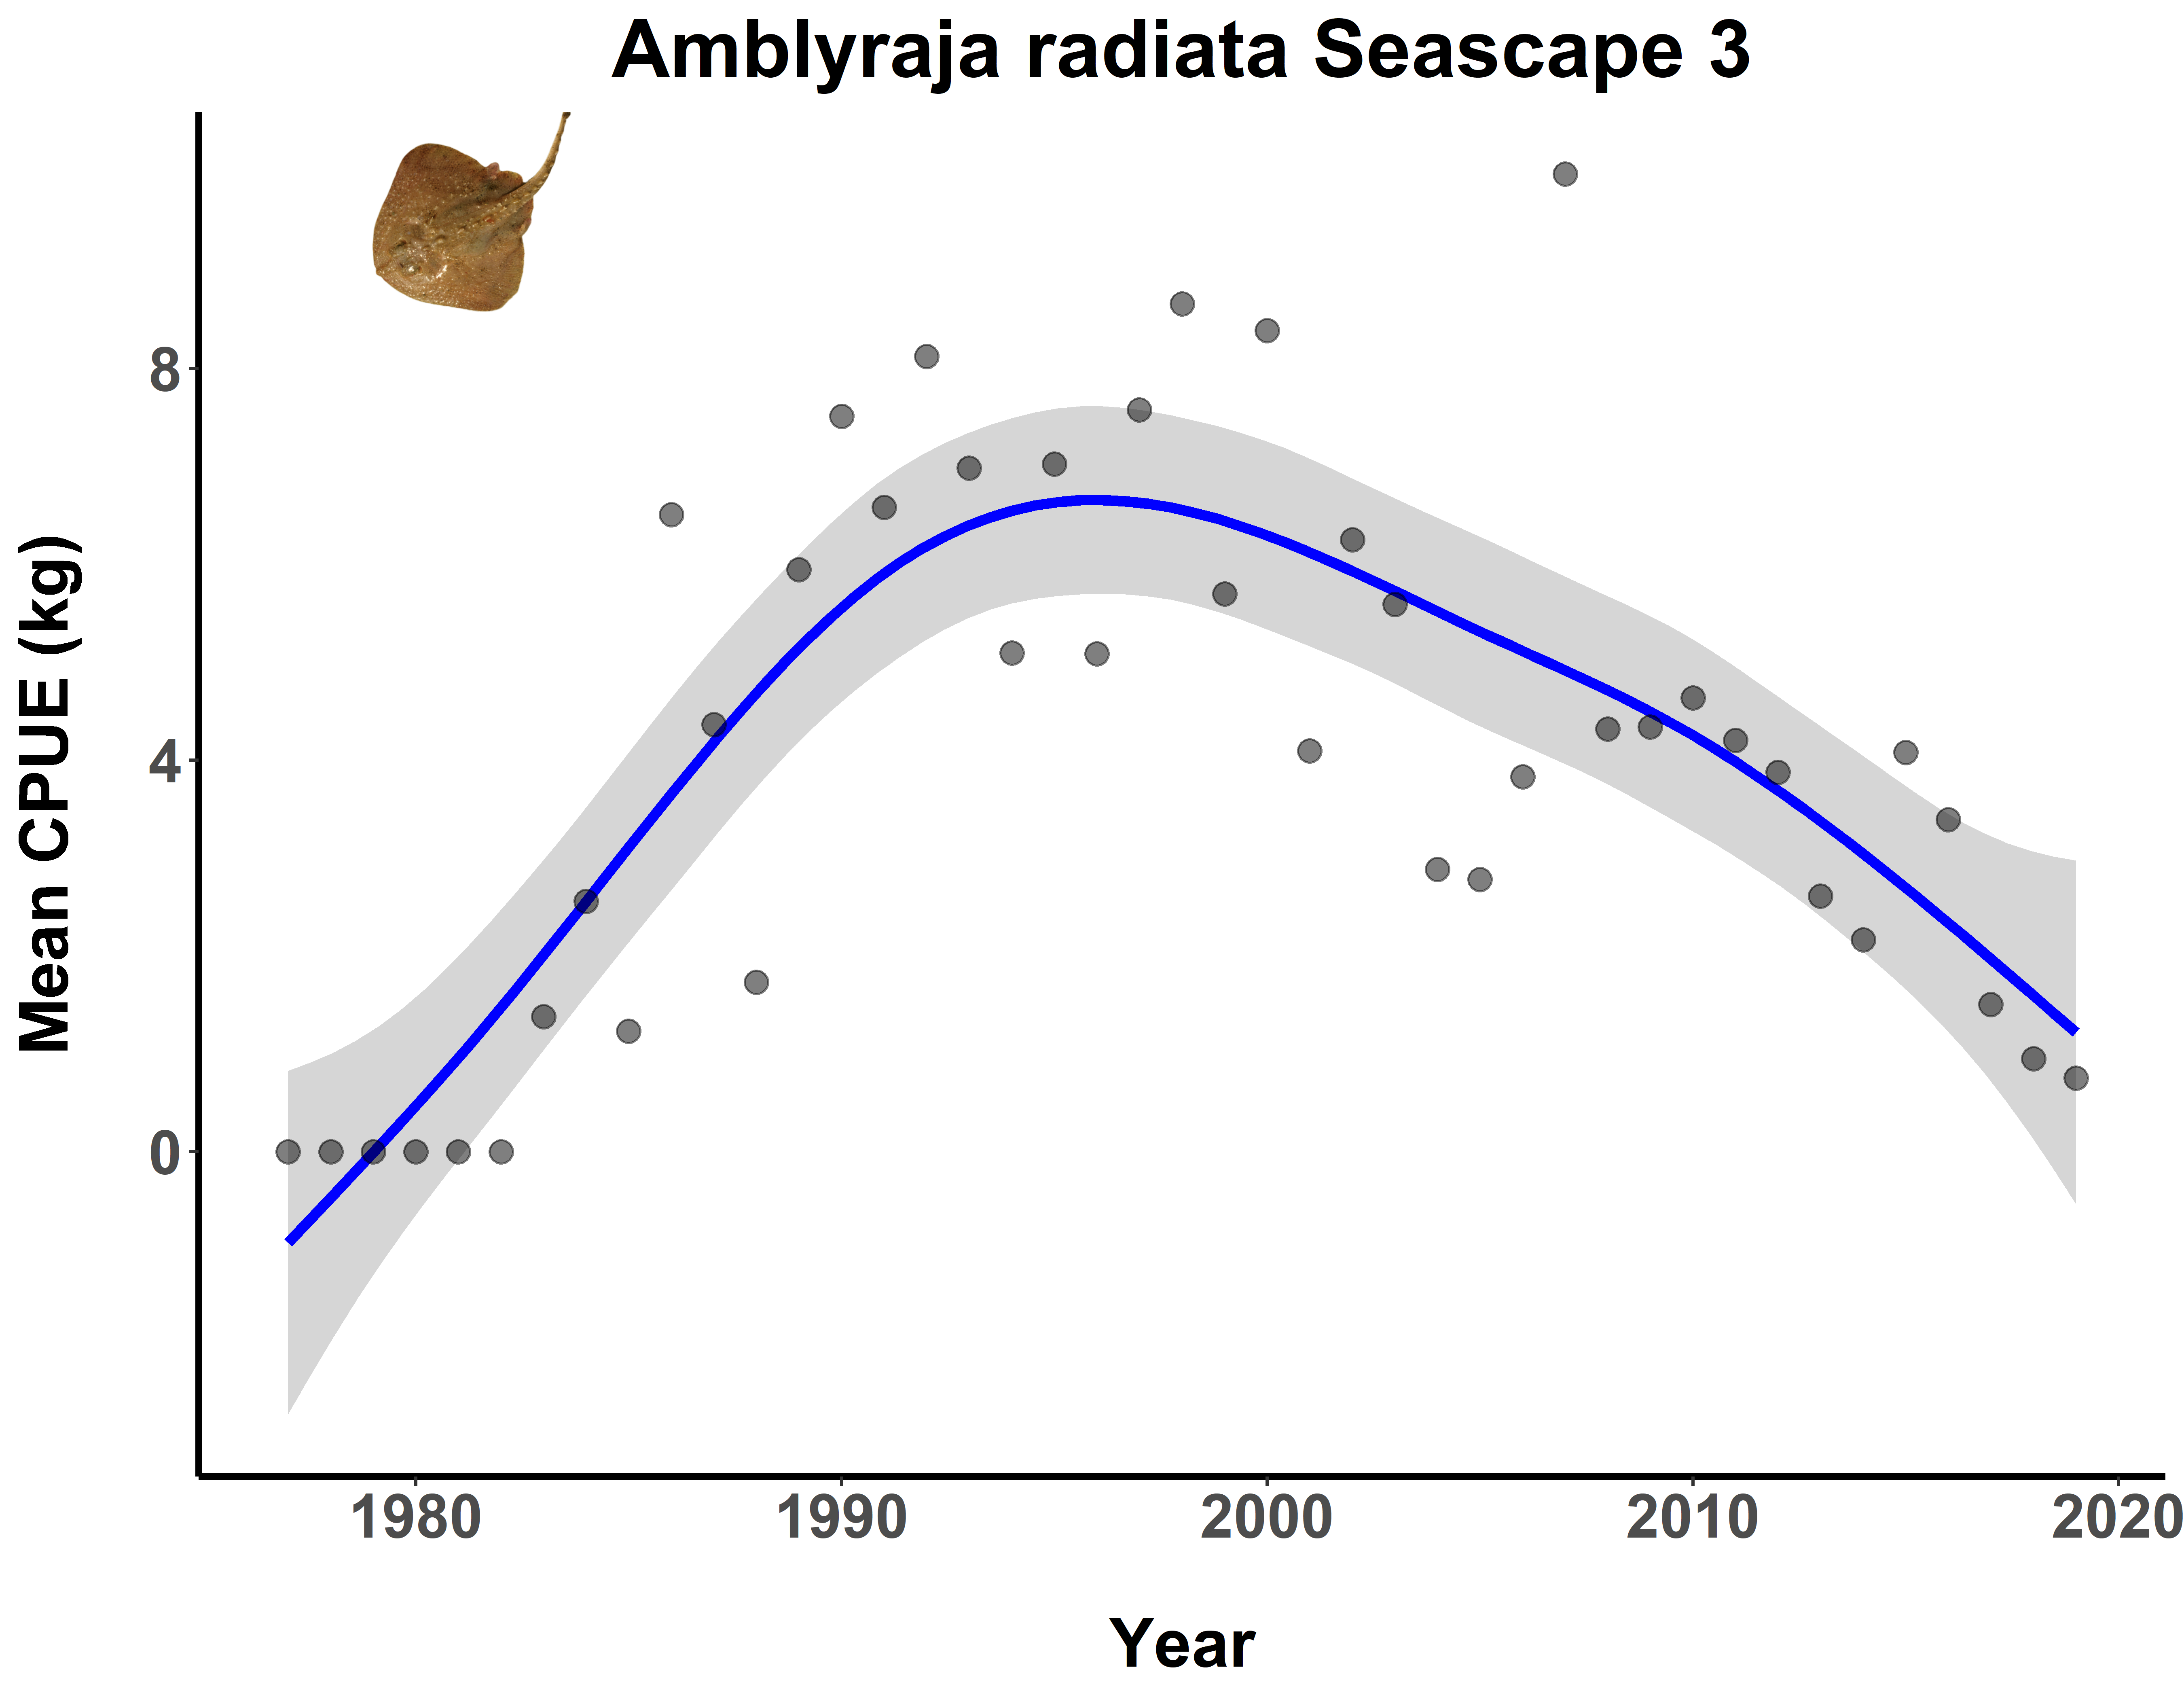 Amblyraja radiata Seascape 3
Mean CPUE (kg)
8
4
0
1980 1990 2000 2010 2020
Year